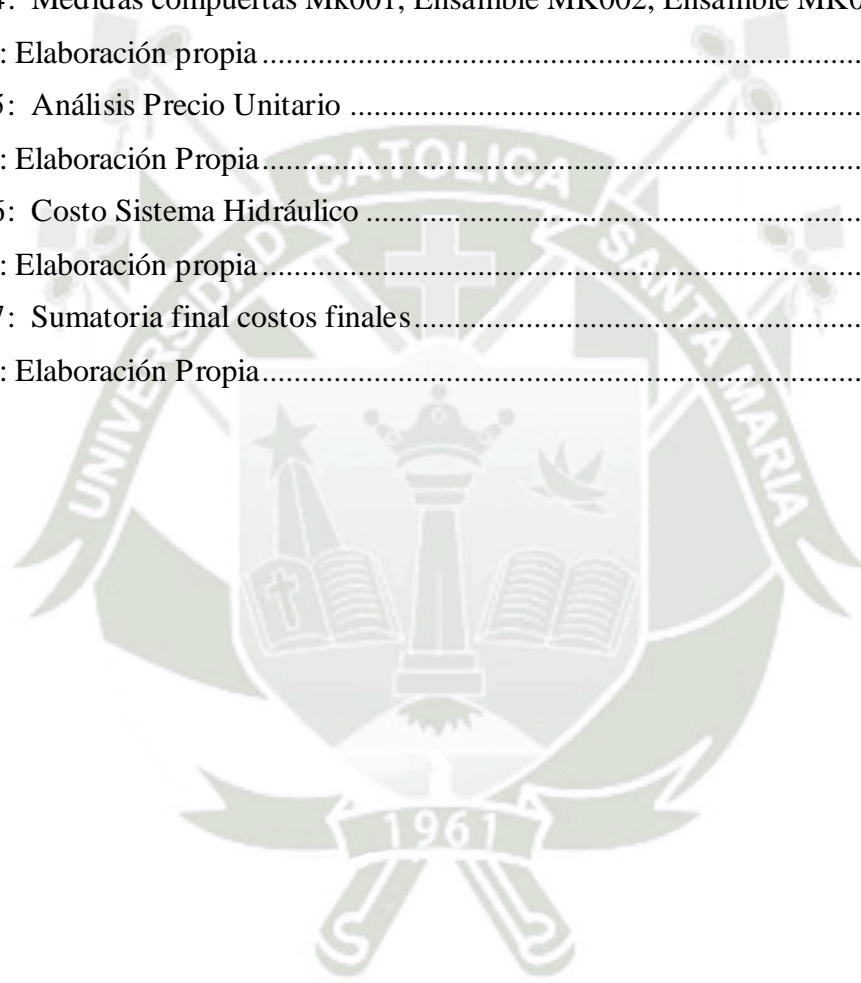 4: Medidas compuertas Mk001, Ensamble MK002, Ensamble MK0
: Elaboración propia ........................................................................................
5: Análisis Precio Unitario ............................................................................
: Elaboración Propia ........................................................................................
6: Costo Sistema Hidráulico ..........................................................................
: Elaboración propia ........................................................................................
7: Sumatoria final costos finales ...................................................................
: Elaboración Propia ........................................................................................
UNIVERSIDAD CATOLICA SANTA MARIA
1961